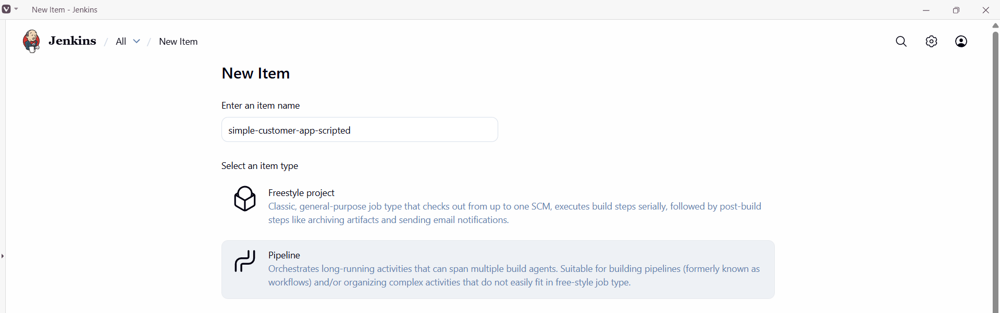 New Item - Jenkins
Jenkins / All / New Item
New Item
Enter an item name
simple-customer-app-scripted
Select an item type
Freestyle project
Classic, general-purpose job type that checks out from up to one SCM, executes build steps serially, followed by post-build
steps like archiving artifacts and sending email notifications.
Pipeline
Orchestrates long-running activities that can span multiple build agents. Suitable for building pipelines (formerly known as
workflows) and/or organizing complex activities that do not easily fit in free-style job type.